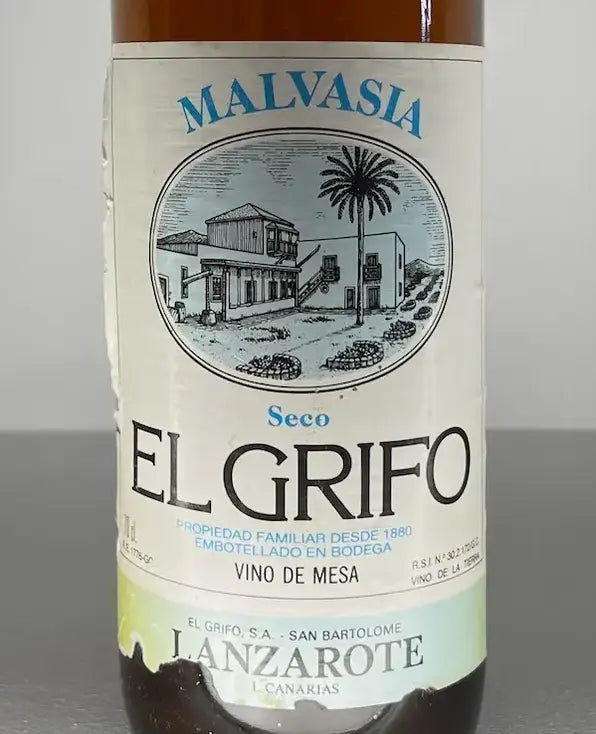 MALVASIA
Seco
EL GRIFO
PROPIEDAD FAMILIAR DESDE 1880
EMBOTELLADO EN BODEGA
VINO DE MESA
R.S.I. N.º
VINO DE LA TIERRA
EL GRIFO, S.A. - SAN BARTOLOME
LANZAROTE
I. CANARIAS